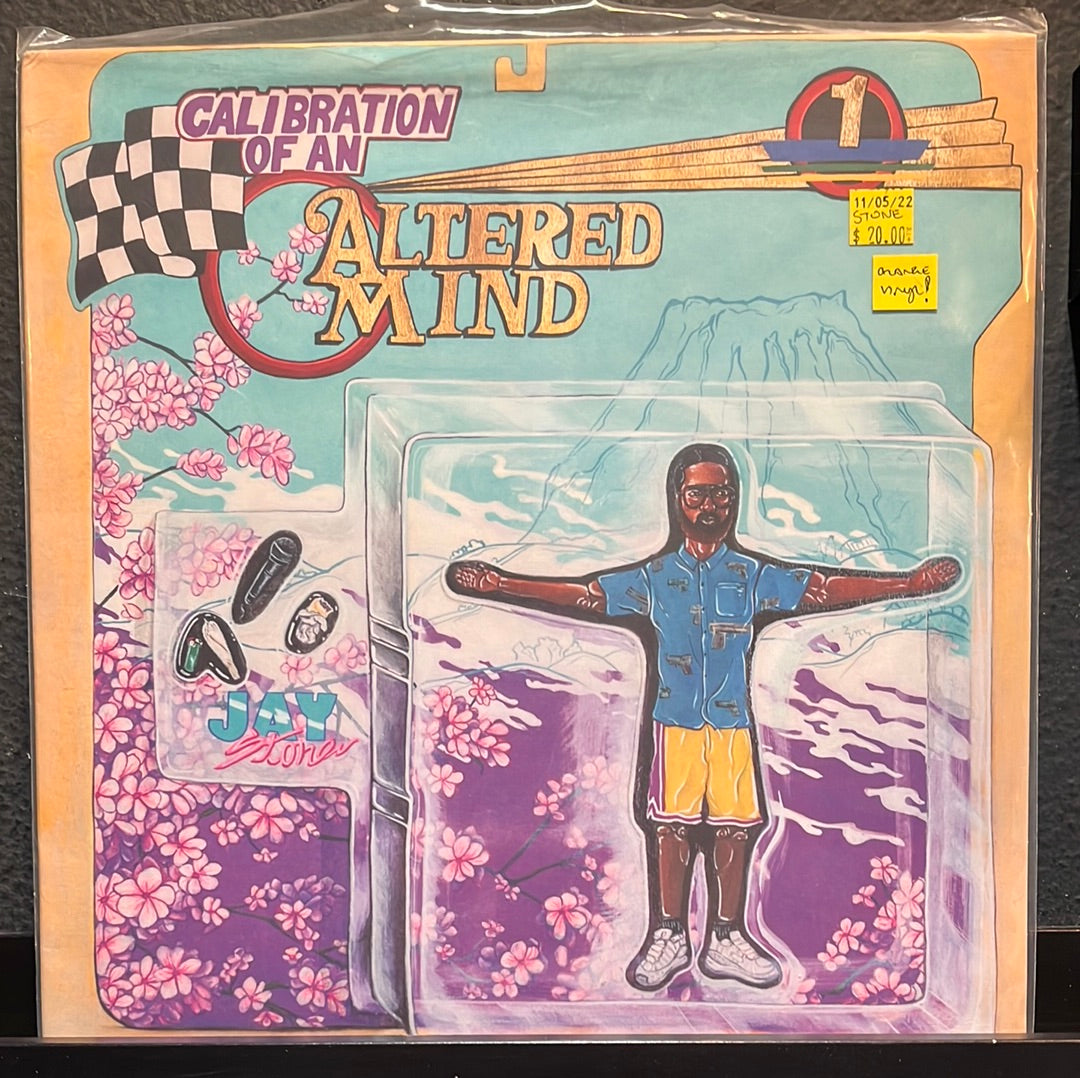 CALIBRATION
OF AN
ALTERED
MIND
1
11/05/22
STONE
$ 20.00
ORANGE
VINYL!
JAY
Stone